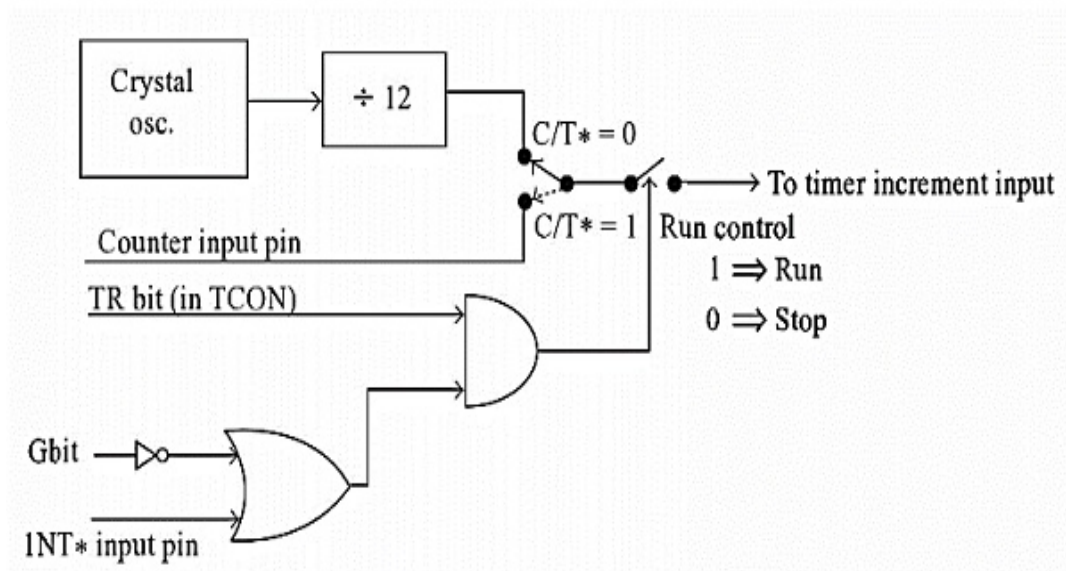 Crystal
osc.
÷ 12
C/T* = 0
To timer increment input
C/T* = 1
Run control
Counter input pin
1 ⇒ Run
TR bit (in TCON)
0 ⇒ Stop
Gbit
1NT* input pin